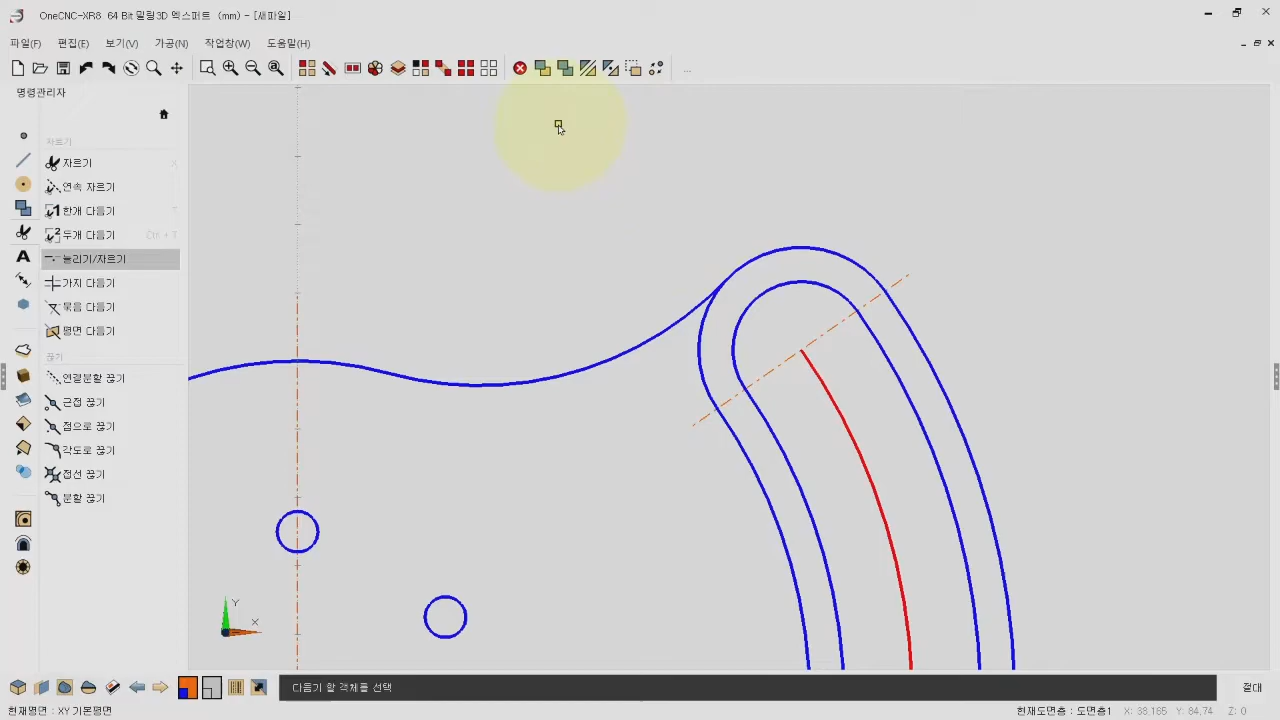 OneCNC-XR8 64 Bit 밀링3D 엑스퍼트 (mm) - [새파일]
파일(F) 편집(E) 보기(V) 가공(N) 작업창(W) 도움말(H)
명령관리자
자르기
자르기 X
연속 자르기
한개 다듬기 T
두개 다듬기 Ctrl + T
늘리기/자르기
가지 다듬기
묶음 다듬기
평면 다듬기
끊기
연결분할 끊기
근접 끊기
점으로 끊기
각도로 끊기
접선 끊기
분할 끊기
Y
X
다듬기 할 객체를 선택
절대
현재평면 : XY 기본평면
현재도면층 : 도면층1 X: 38.165 Y: 84.74 Z: 0